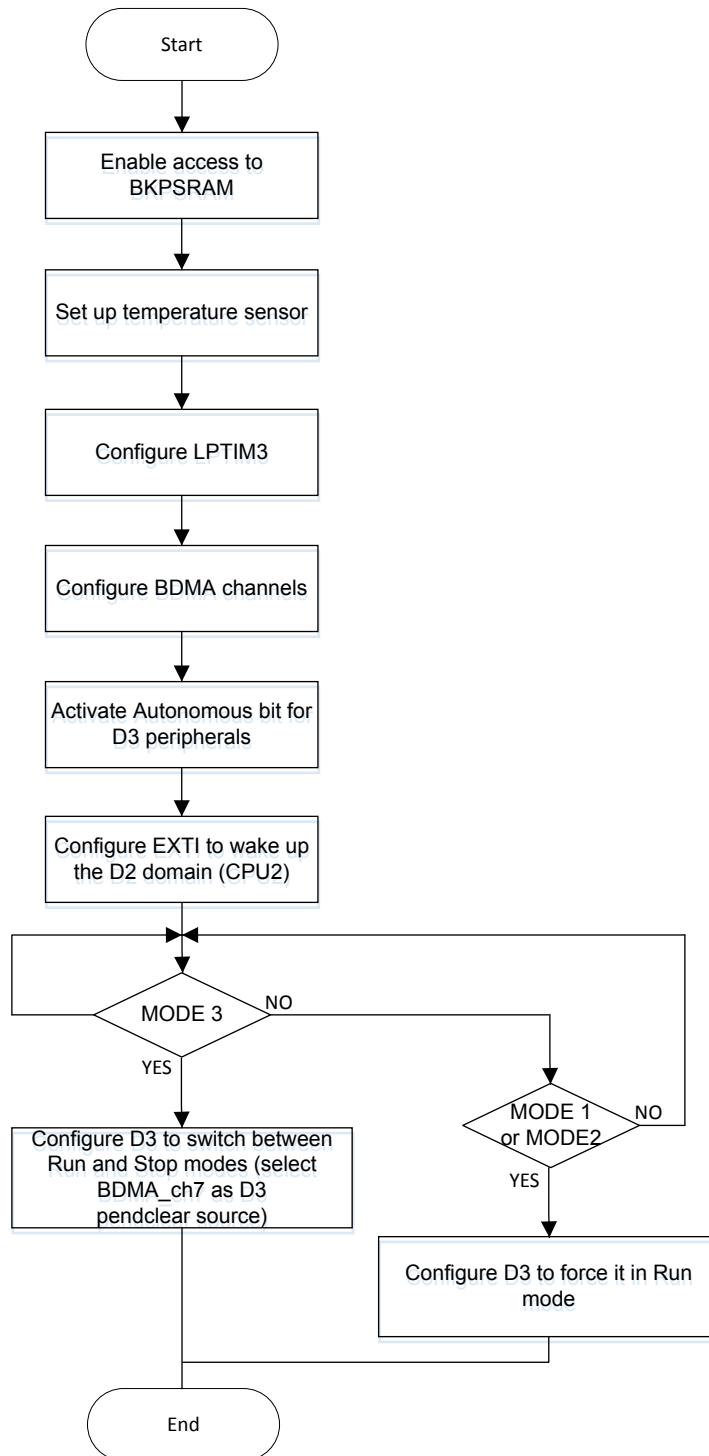 Start
Enable access to
BKPSRAM
Set up temperature sensor
Configure LPTIM3
Configure BDMA channels
Activate Autonomous bit for
D3 peripherals
Configure EXTI to wake up
the D2 domain (CPU2)
MODE 3
NO
YES
MODE 1
or MODE2
NO
YES
Configure D3 to switch between
Run and Stop modes (select
BDMA_ch7 as D3
pendclear source)
Configure D3 to force it in Run
mode
End